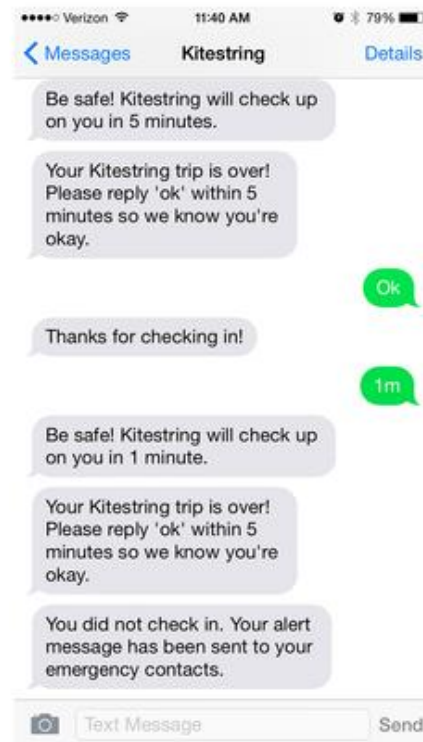 Verizon 11:40 AM 79%
Messages Kitestring Details
Be safe! Kitestring will check up
on you in 5 minutes.
Your Kitestring trip is over!
Please reply 'ok' within 5
minutes so we know you're
okay.
Ok
Thanks for checking in!
1m
Be safe! Kitestring will check up
on you in 1 minute.
Your Kitestring trip is over!
Please reply 'ok' within 5
minutes so we know you're
okay.
You did not check in. Your alert
message has been sent to your
emergency contacts.
Text Message Send